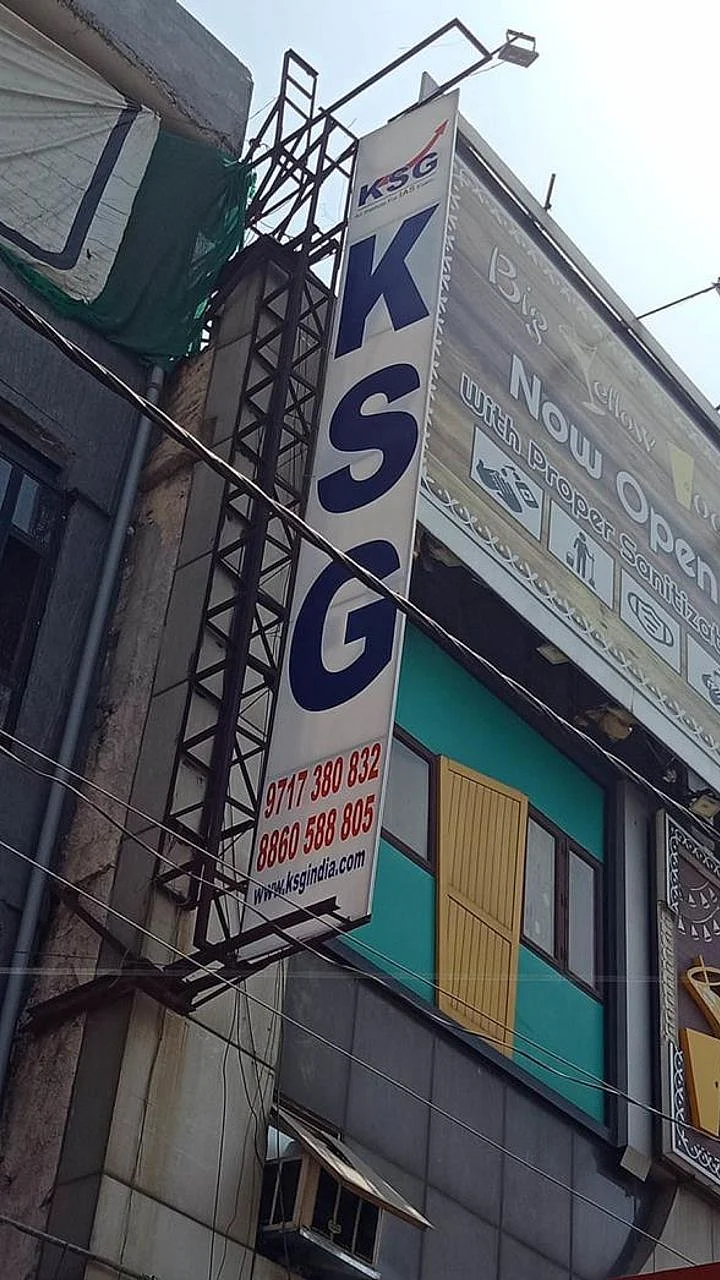 KSG
An Institute For IAS Exam
K
S
G
9717 380 832
8860 588 805
www.ksgindia.com
Big Yellow
Now Open
with Proper